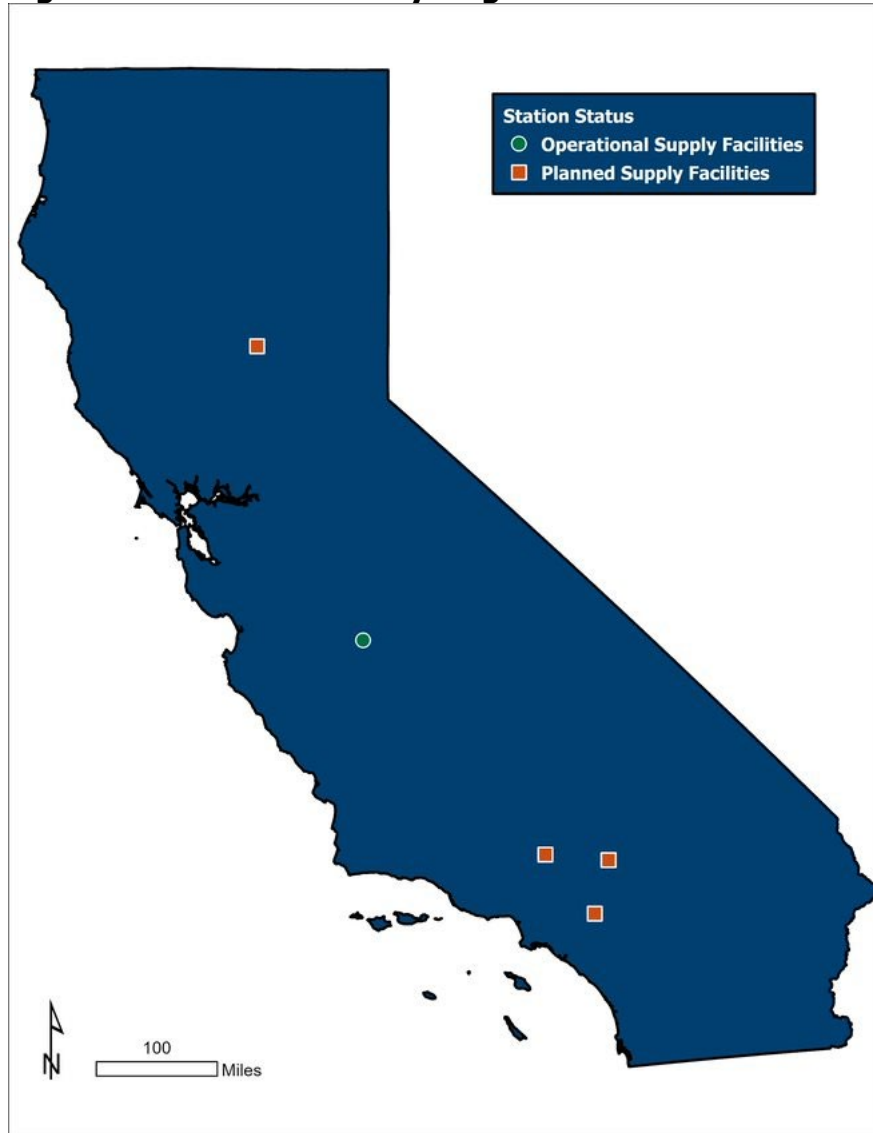 Station Status
Operational Supply Facilities
Planned Supply Facilities
N
100
Miles